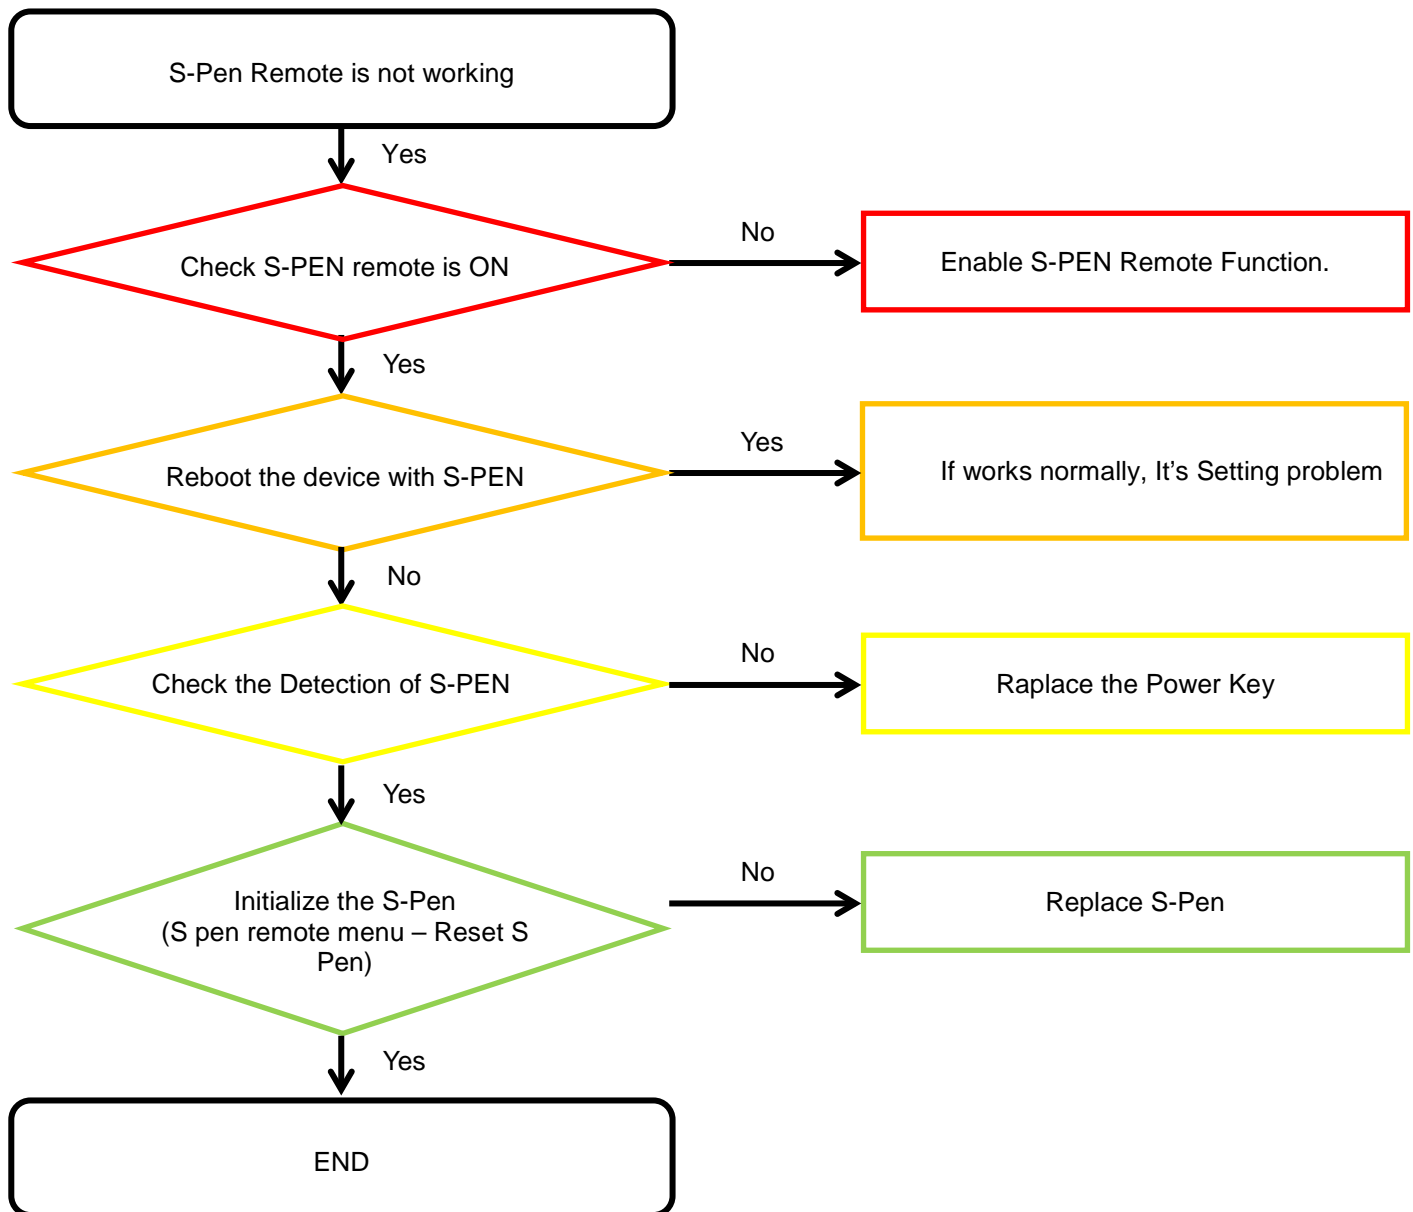 S-Pen Remote is not working
Yes
Check S-PEN remote is ON
No
Enable S-PEN Remote Function.
Yes
Reboot the device with S-PEN
Yes
If works normally, It’s Setting problem
No
Check the Detection of S-PEN
No
Raplace the Power Key
Yes
Initialize the S-Pen
(S pen remote menu – Reset S
Pen)
No
Replace S-Pen
Yes
END